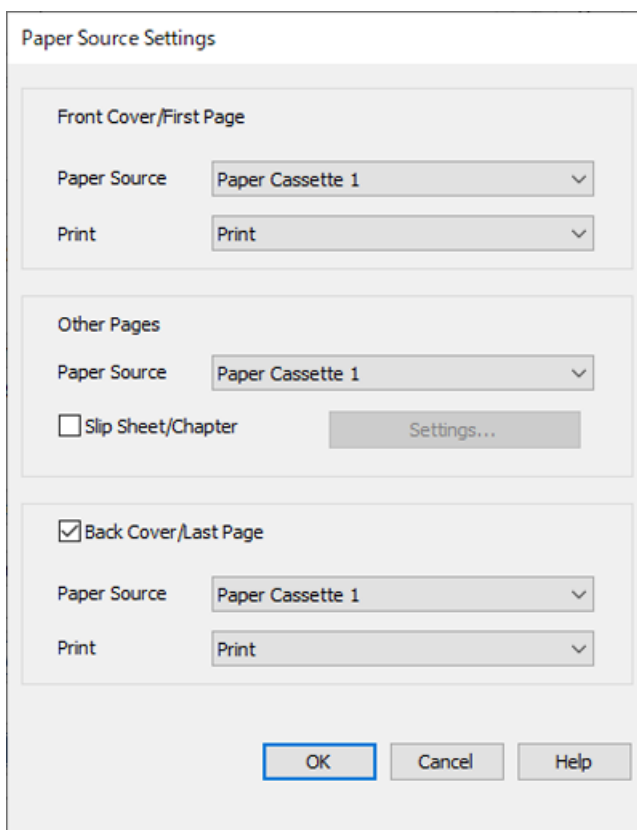 Paper Source Settings
Front Cover/First Page
Paper Source Paper Cassette 1
Print Print
Other Pages
Paper Source Paper Cassette 1
Slip Sheet/Chapter Settings...
Back Cover/Last Page
Paper Source Paper Cassette 1
Print Print
OK Cancel Help